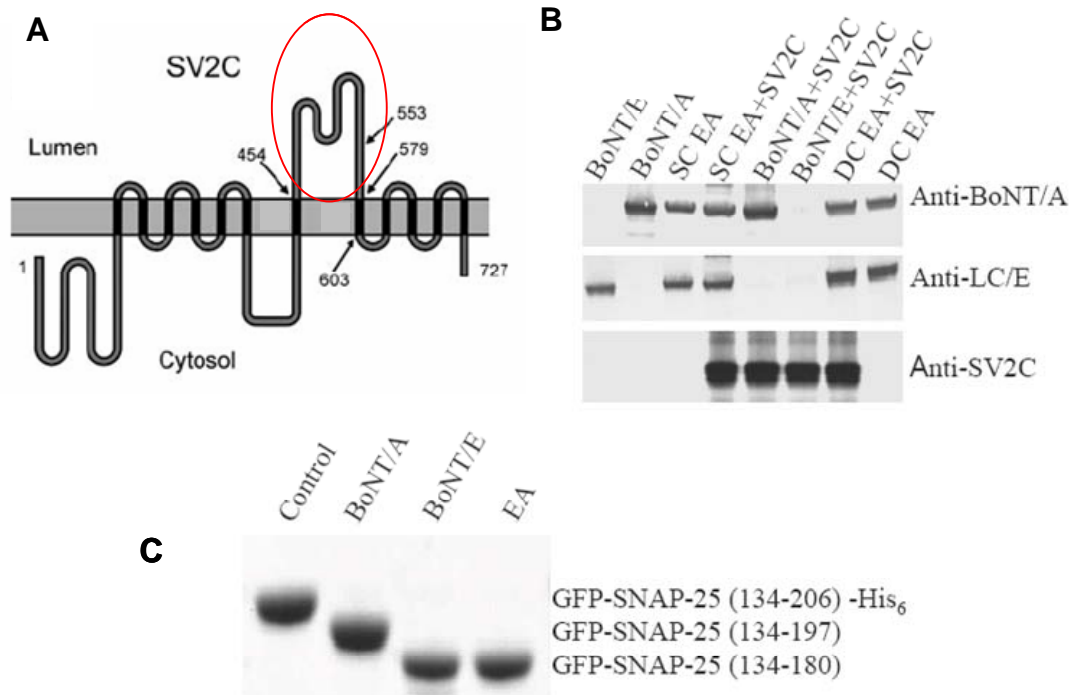 A
SV2C
Lumen
454
553
579
603
1
727
Cytosol
B
BoNT/E
BoNT/A
SC EA
SC EA+SV2C
BoNT/A+SV2C
BoNT/E+SV2C
DC EA+SV2C
DC EA
Anti-BoNT/A
Anti-LC/E
Anti-SV2C
C
Control
BoNT/A
BoNT/E
EA
GFP-SNAP-25 (134-206) -His6
GFP-SNAP-25 (134-197)
GFP-SNAP-25 (134-180)